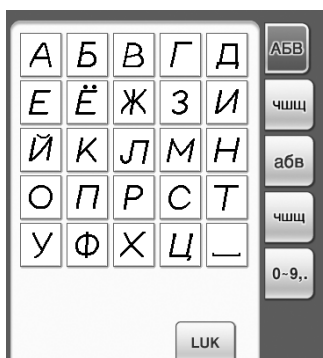 А Б В Г Д
Е Ё Ж З И
Й К Л М Н
О П Р С Т
У Ф Х Ц _
АБВ
ЧШЩ
абв
чшщ
0~9,.
LUK